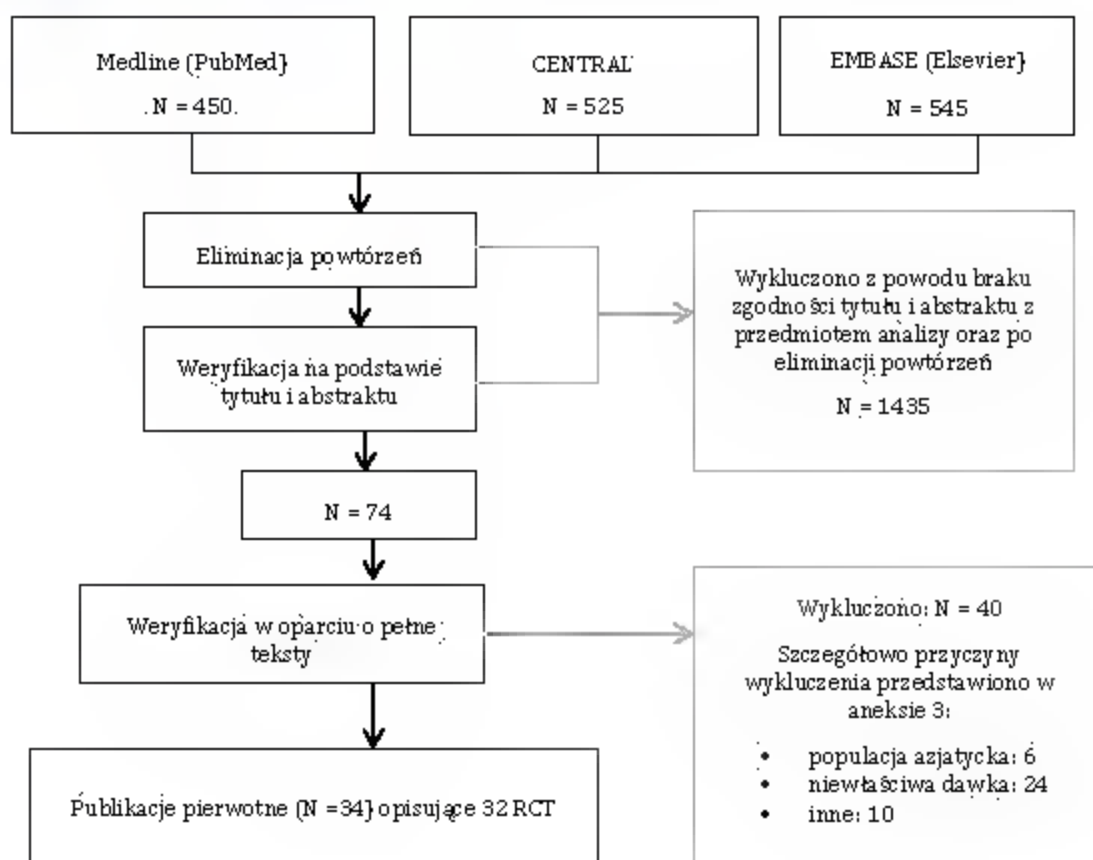 Medline (PubMed}
N = 450.
CENTRAL
N = 525
EMBASE (Elsevier}
N = 545
Eliminacja powtórzeń
Weryfikacja na podstawie
tytułu i abstraktu
Wykluczono z powodu braku
zgodności tytułu i abstraktu z
przedmiotem analizy oraz po
eliminacji powtórzeń
N = 1435
N = 74
Weryfikacja w oparciu o pełne
teksty
Wykluczono: N = 40
Szczegółowo przyczyny
wykluczenia przedstawiono w
aneksie 3:
• populacja azjatycka: 6
• niewłaściwa dawka: 24
• inne: 10
Publikacje pierwotne (N =34} opisujące 32 RCT